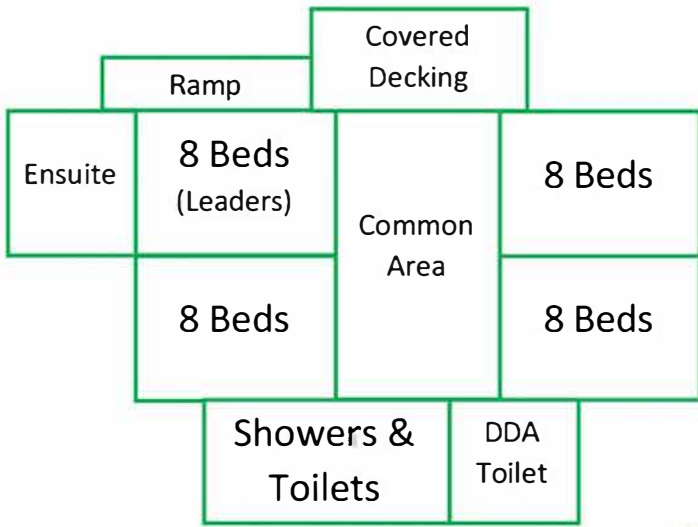 Covered
Decking
Ramp
Ensuite
8 Beds
(Leaders)
Common
Area
8 Beds
8 Beds
8 Beds
Showers &
Toilets
DDA
Toilet